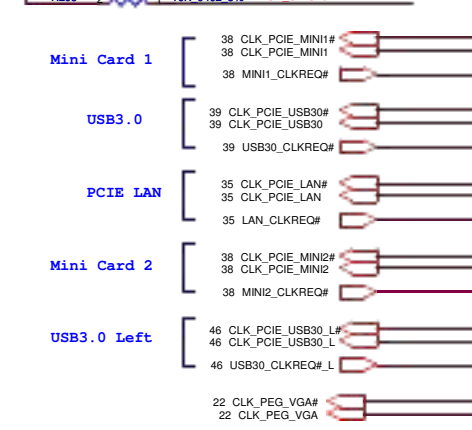 38 CLK_PCIE_MINI1#
38 CLK_PCIE_MINI1
Mini Card 1
38 MINI1_CLKREQ#
39 CLK_PCIE_USB30#
USB3.0
39 CLK_PCIE_USB30
39 USB30_CLKREQ#
35 CLK_PCIE_LAN#
PCIE LAN
35 CLK_PCIE_LAN
35 LAN_CLKREQ#
38 CLK_PCIE_MINI2#
Mini Card 2
38 CLK_PCIE_MINI2
38 MINI2_CLKREQ#
46 CLK_PCIE_USB30_L#
USB3.0 Left
46 CLK_PCIE_USB30_L
46 USB30_CLKREQ#_L
22 CLK_PEG_VGA#
22 CLK_PEG_VGA